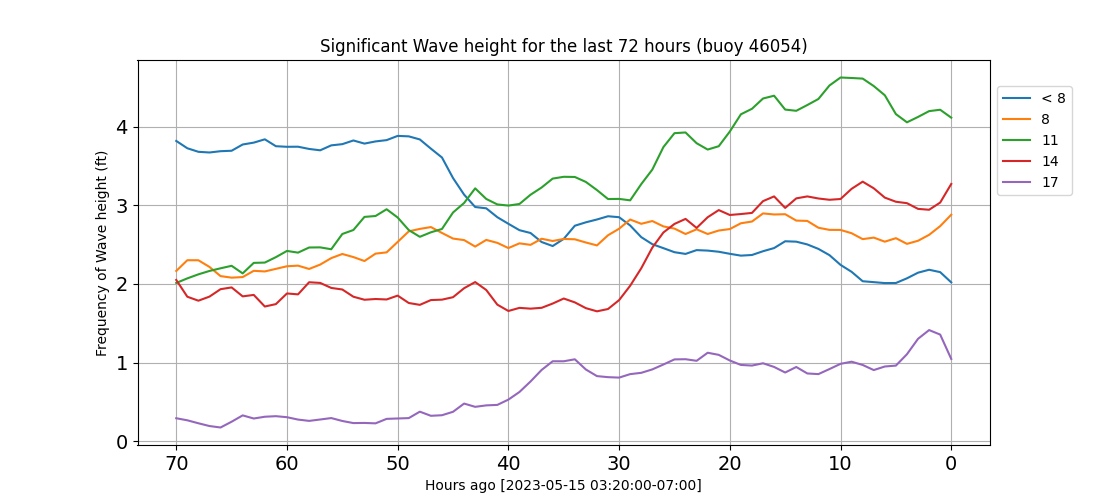 Significant Wave height for the last 72 hours (buoy 46054)
Frequency of Wave height (ft)
4
3
2
1
0
70 60 50 40 30 20 10 0
Hours ago [2023-05-15 03:20:00-07:00]
< 8
8
11
14
17